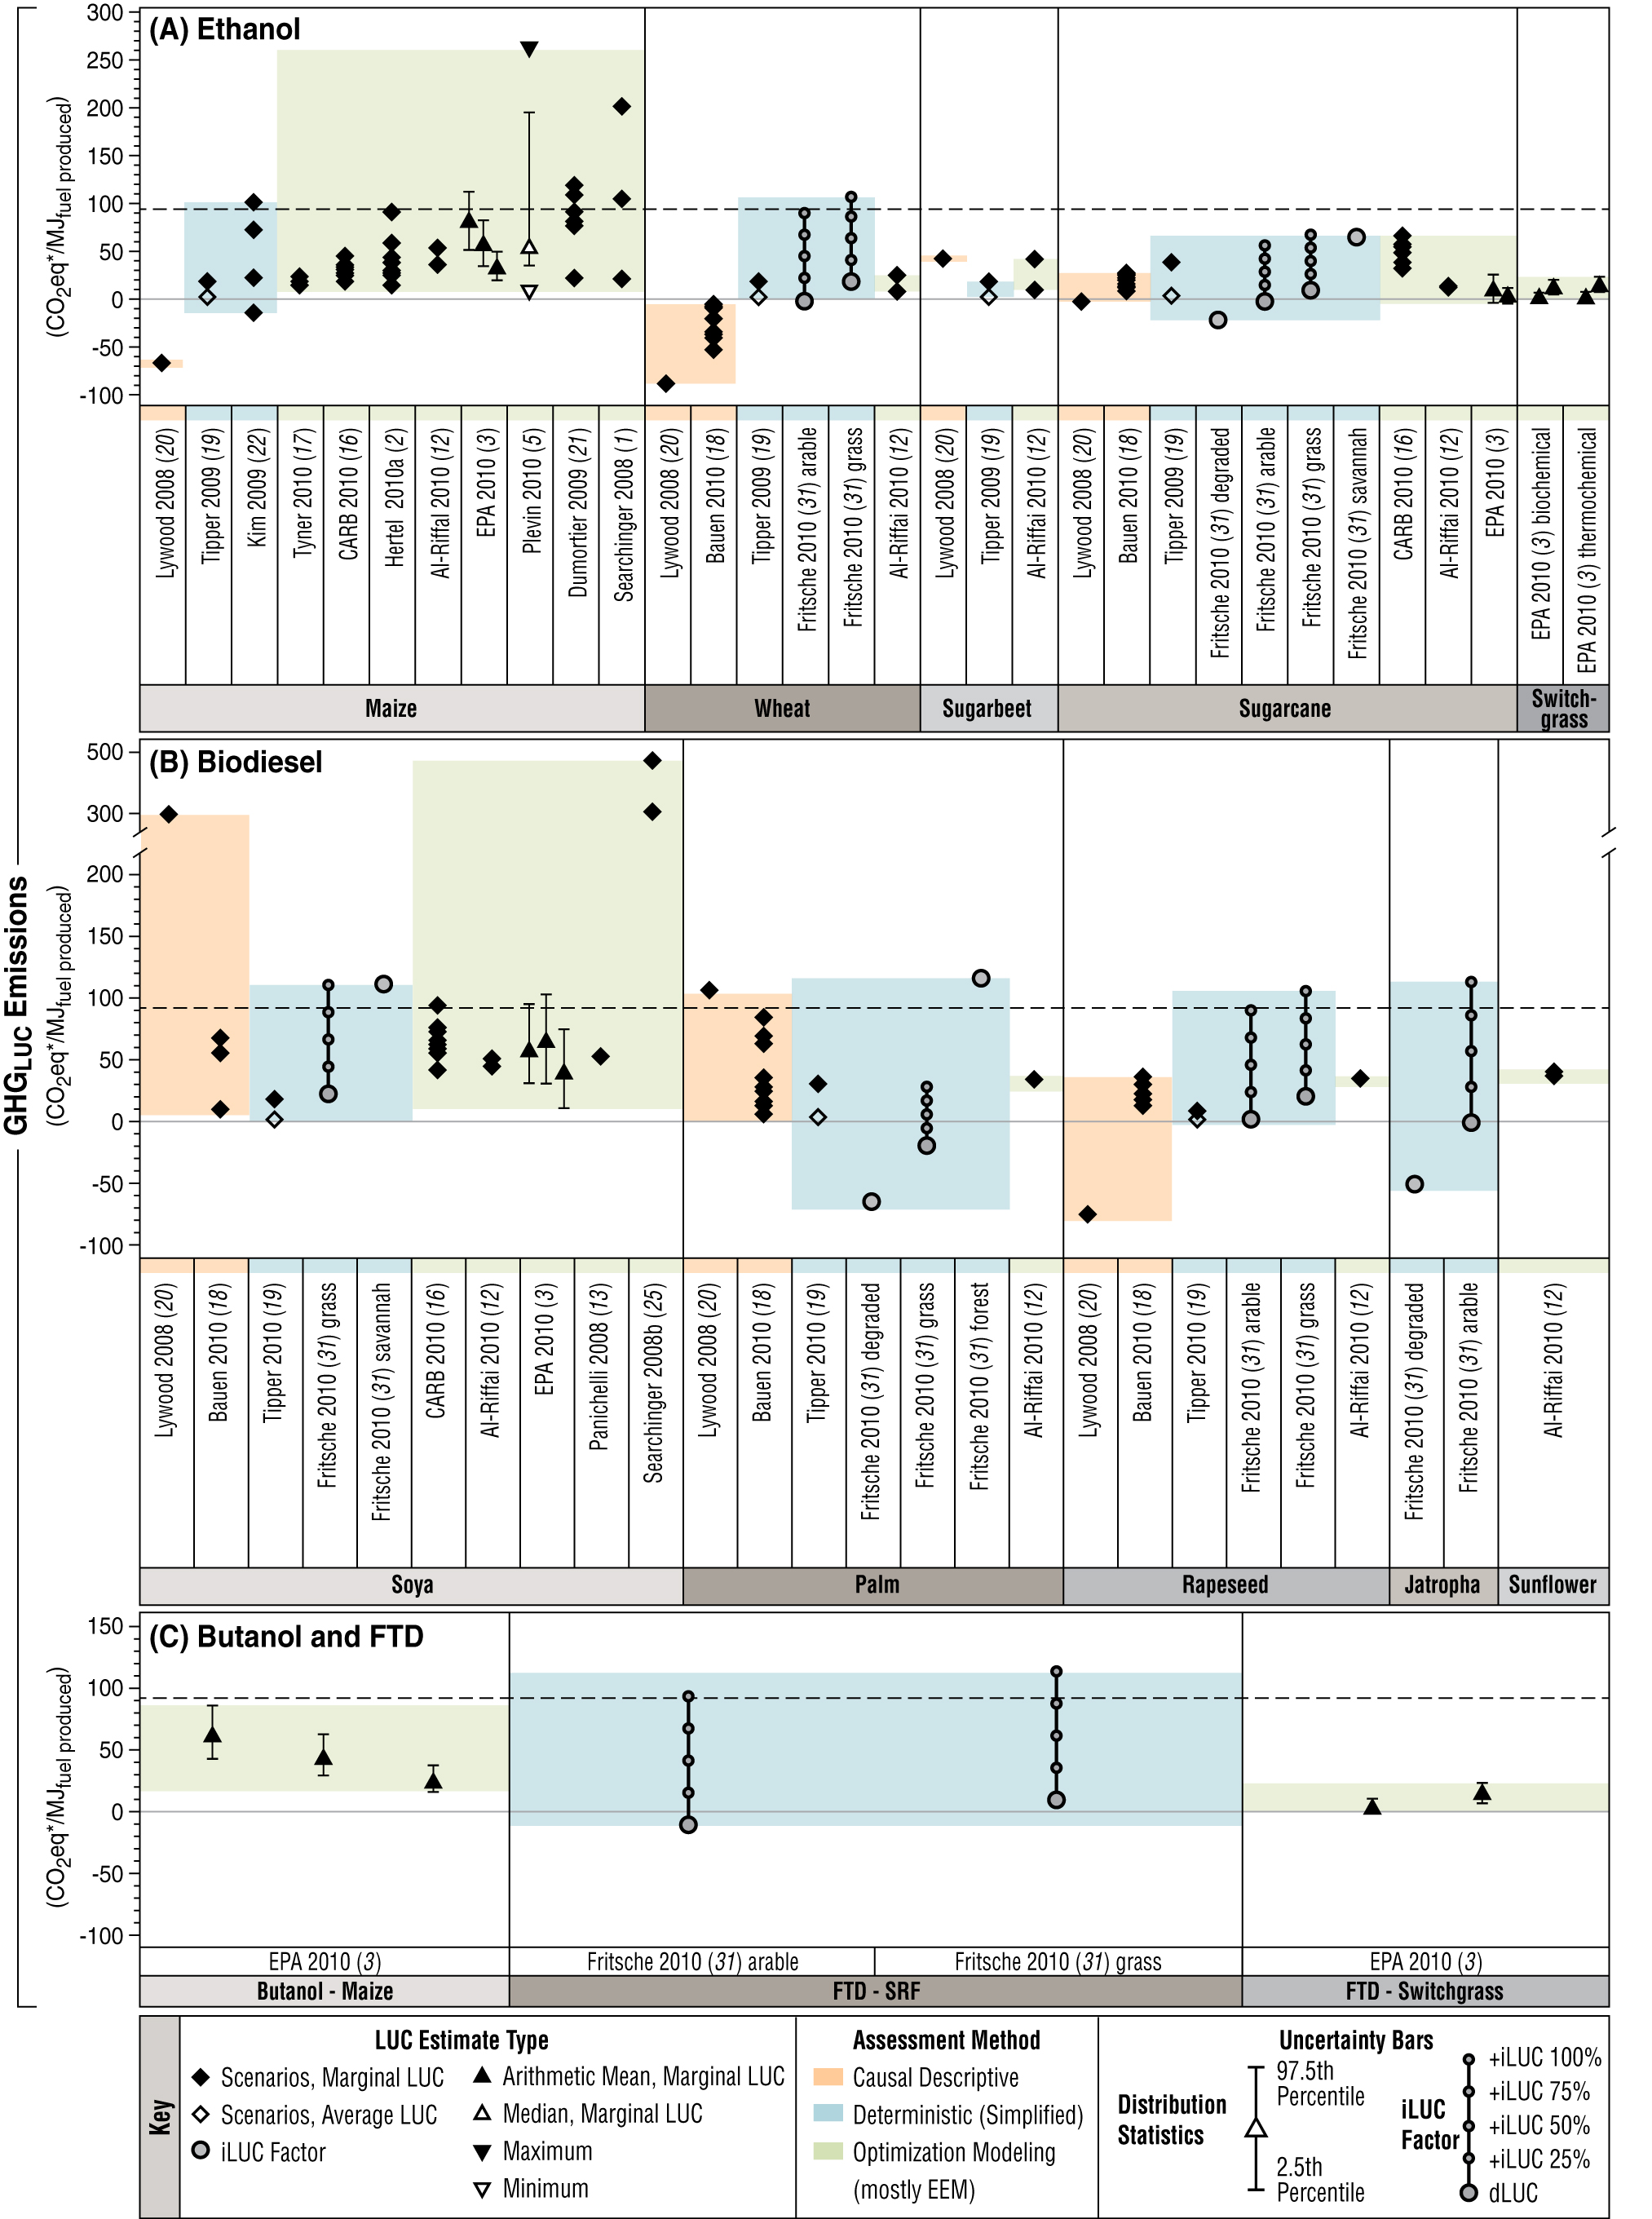 GHGLUC Emissions
(A) Ethanol
(CO2eq*/MJfuel produced)
300
250
200
150
100
50
0
-50
-100
Lywood 2008 (20)
Tipper 2009 (19)
Kim 2009 (22)
Tyner 2010 (17)
CARB 2010 (16)
Hertel 2010a (2)
Al-Riffal 2010 (12)
EPA 2010 (3)
Plevin 2010 (5)
Dumortier 2009 (21)
Searchinger 2008 (1)
Lywood 2008 (20)
Bauen 2010 (18)
Tipper 2009 (19)
Fritsche 2010 (31) arable
Fritsche 2010 (31) grass
Al-Riffai 2010 (12)
Lywood 2008 (20)
Tipper 2009 (19)
Al-Riffai 2010 (12)
Lywood 2008 (20)
Bauen 2010 (18)
Tipper 2009 (19)
Fritsche 2010 (31) degraded
Fritsche 2010 (31) arable
Fritsche 2010 (31) grass
Fritsche 2010 (31) savannah
CARB 2010 (16)
Al-Riffai 2010 (12)
EPA 2010 (3)
EPA 2010 (3) biochemical
EPA 2010 (3) thermochemical
Maize
Wheat
Sugarbeet
Sugarcane
Switch-
grass
(B) Biodiesel
(CO2eq*/MJfuel produced)
500
300
200
150
100
50
0
-50
-100
Lywood 2008 (20)
Bauen 2010 (18)
Tipper 2010 (19)
Fritsche 2010 (31) grass
Fritsche 2010 (31) savannah
CARB 2010 (16)
Al-Riffai 2010 (12)
EPA 2010 (3)
Panichelli 2008 (13)
Searchinger 2008b (25)
Lywood 2008 (20)
Bauen 2010 (18)
Tipper 2010 (19)
Fritsche 2010 (31) degraded
Fritsche 2010 (31) grass
Fritsche 2010 (31) forest
Al-Riffai 2010 (12)
Lywood 2008 (20)
Bauen 2010 (18)
Tipper 2010 (19)
Fritsche 2010 (31) arable
Fritsche 2010 (31) grass
Al-Riffai 2010 (12)
Fritsche 2010 (31) degraded
Fritsche 2010 (31) arable
Al-Riffai 2010 (12)
Soya
Palm
Rapeseed
Jatropha
Sunflower
(C) Butanol and FTD
(CO2eq*/MJfuel produced)
150
100
50
0
-50
-100
EPA 2010 (3)
Fritsche 2010 (31) arable
Fritsche 2010 (31) grass
EPA 2010 (3)
Butanol - Maize
FTD - SRF
FTD - Switchgrass
Key
LUC Estimate Type
Scenarios, Marginal LUC
Scenarios, Average LUC
iLUC Factor
Arithmetic Mean, Marginal LUC
Median, Marginal LUC
Maximum
Minimum
Assessment Method
Causal Descriptive
Deterministic (Simplified)
Optimization Modeling
(mostly EEM)
Uncertainty Bars
Distribution
Statistics
97.5th
Percentile
2.5th
Percentile
iLUC
Factor
+iLUC 100%
+iLUC 75%
+iLUC 50%
+iLUC 25%
dLUC